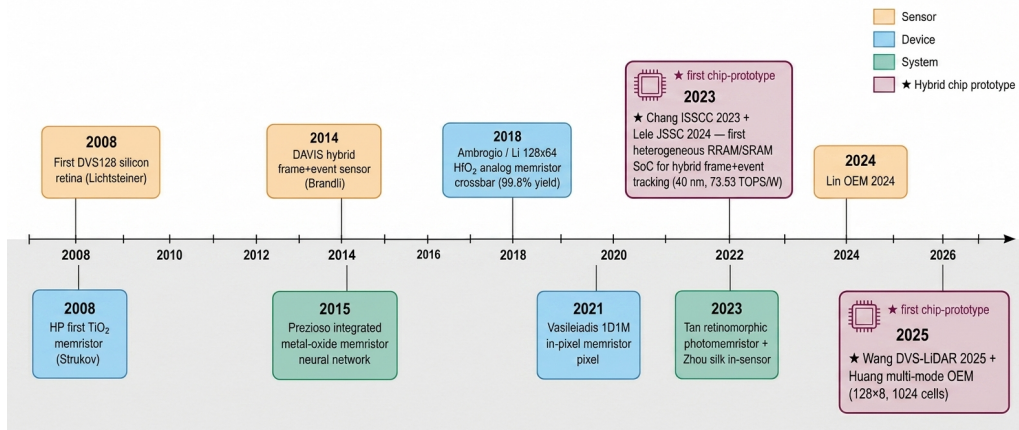 Sensor
Device
System
★ Hybrid chip prototype
★ first chip-prototype
2023
★ Chang ISSCC 2023 +
Lele JSSC 2024 — first
heterogeneous RRAM/SRAM
SoC for hybrid frame+event
tracking (40 nm, 73.53 TOPS/W)
2008
First DVS128 silicon
retina (Lichtsteiner)
2014
DAVIS hybrid
frame+event sensor
(Brandli)
2018
Ambrogio / Li 128x64
HfO₂ analog memristor
crossbar (99.8% yield)
2024
Lin OEM 2024
2008
2010
2012
2014
2016
2018
2020
2022
2024
2026
2008
HP first TiO₂
memristor
(Strukov)
2015
Prezioso integrated
metal-oxide memristor
neural network
2021
Vasileiadis 1D1M
in-pixel memristor
pixel
2023
Tan retinomorphic
photomemristor +
Zhou silk in-sensor
★ first chip-prototype
2025
★ Wang DVS-LiDAR 2025 +
Huang multi-mode OEM
(128×8, 1024 cells)